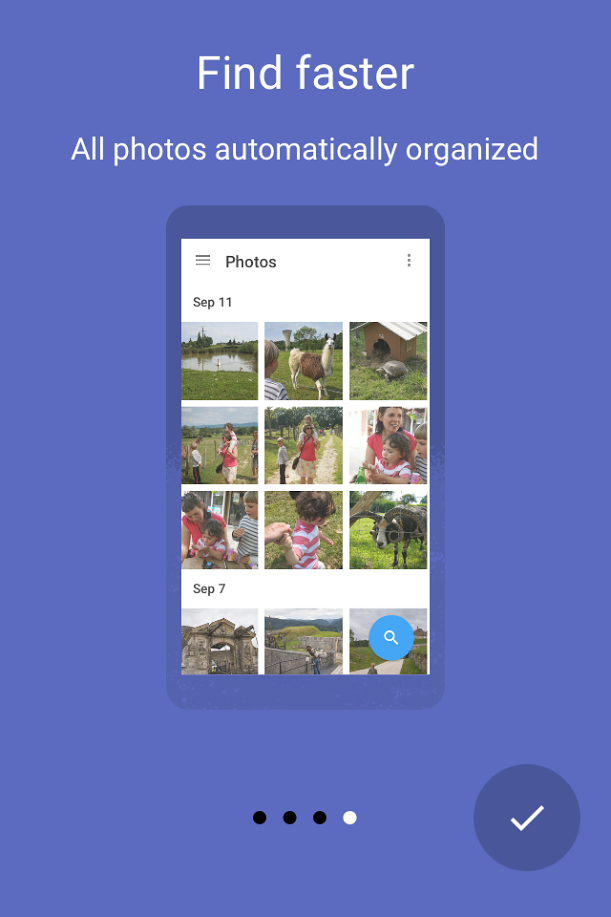 Find faster
All photos automatically organized
Photos
Sep 11
Sep 7